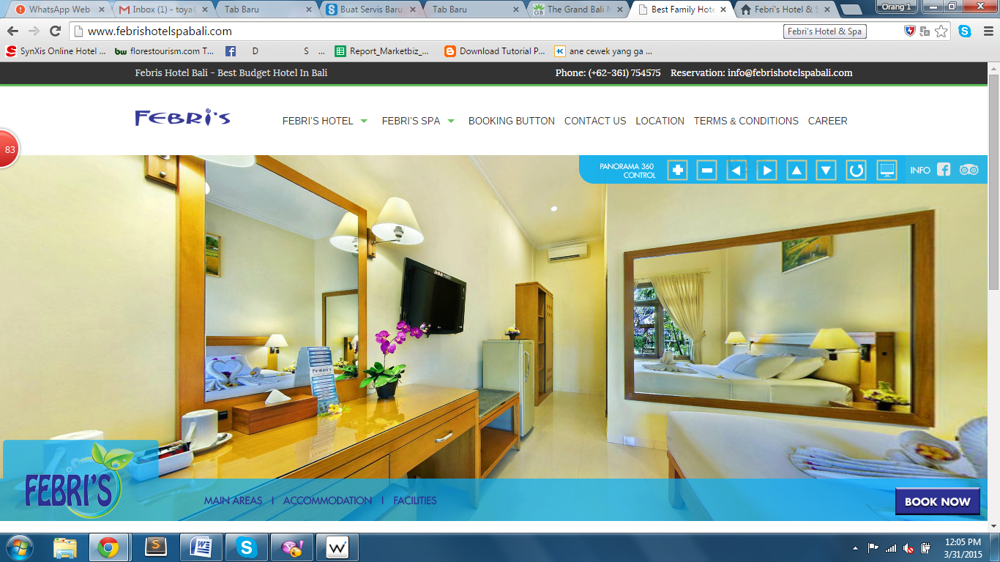 WhatsApp Web
Inbox (1) - toya@
Tab Baru
Buat Servis Baru
Tab Baru
The Grand Bali N
Best Family Hote
Febri's Hotel & S
Orang 1
www.febrishotelspabali.com
Febri's Hotel & Spa
SynXis Online Hotel ...
florestourism.com T...
D
S ...
Report_Marketbiz_...
Download Tutorial P...
ane cewek yang ga ...
Febris Hotel Bali - Best Budget Hotel In Bali
Phone: (+62-361) 754575 Reservation: info@febrishotelspabali.com
FEBRI'S
FEBRI'S HOTEL
FEBRI'S SPA
BOOKING BUTTON
CONTACT US
LOCATION
TERMS & CONDITIONS
CAREER
83
PANORAMA 360
CONTROL
INFO
FEBRI'S
FEBRI'S
MAIN AREAS I ACCOMMODATION I FACILITIES
BOOK NOW
12:05 PM
3/31/2015